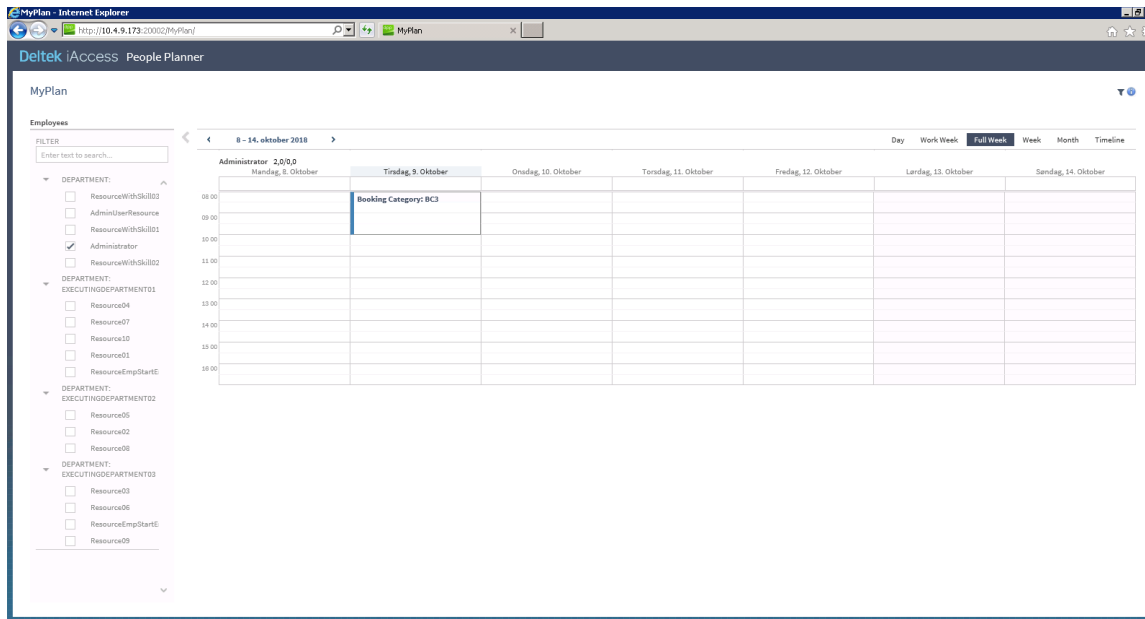 MyPlan - Internet Explorer
http://10.4.9.173:20002/MyPlan/
MyPlan
Deltek iAccess People Planner
MyPlan
Employees
FILTER
Enter text to search...
DEPARTMENT:
ResourceWithSkill03
AdminUserResource
ResourceWithSkill01
Administrator
ResourceWithSkill02
DEPARTMENT:
EXECUTINGDEPARTMENT01
Resource04
Resource07
Resource10
Resource01
ResourceEmpStartE
DEPARTMENT:
EXECUTINGDEPARTMENT02
Resource05
Resource02
Resource08
DEPARTMENT:
EXECUTINGDEPARTMENT03
Resource03
Resource06
ResourceEmpStartE
Resource09
8 – 14. oktober 2018
Day Work Week Full Week Week Month Timeline
Administrator 2,0/0,0
Mandag, 8. Oktober Tirsdag, 9. Oktober Onsdag, 10. Oktober Torsdag, 11. Oktober Fredag, 12. Oktober Lørdag, 13. Oktober Søndag, 14. Oktober
08 00
Booking Category: BC3
09 00
10 00
11 00
12 00
13 00
14 00
15 00
16 00